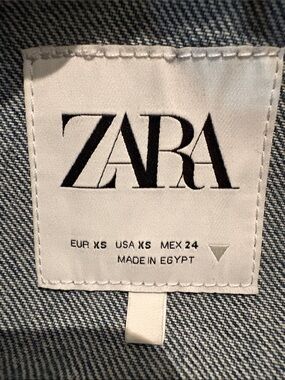 ZARA
EUR XS USA XS MEX 24
MADE IN EGYPT